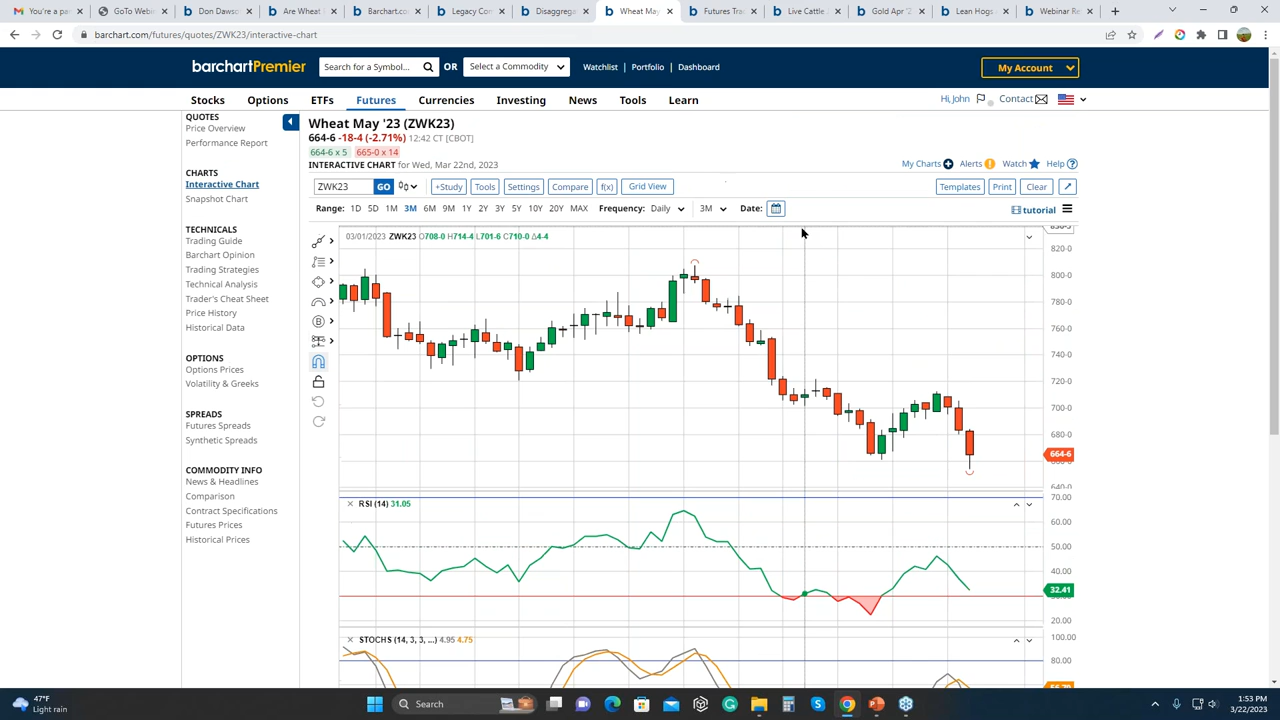 You're a pa
GoTo Webi
Don Dawso
Are Wheat
Barchart.co
Legacy Com
Disaggrega
Wheat May
Futures Spr
Live Cattle
Gold Apr '2
Lean Hogs
Webinar Re
barchart.com/futures/quotes/ZWK23/interactive-chart
barchart Premier
Search for a Symbol...
OR
Select a Commodity
Watchlist
Portfolio
Dashboard
My Account
Stocks
Options
ETFs
Futures
Currencies
Investing
News
Tools
Learn
Hi, John
Contact
QUOTES
Price Overview
Performance Report
CHARTS
Interactive Chart
Snapshot Chart
TECHNICALS
Trading Guide
Barchart Opinion
Trading Strategies
Technical Analysis
Trader's Cheat Sheet
Price History
Historical Data
OPTIONS
Options Prices
Volatility & Greeks
SPREADS
Futures Spreads
Synthetic Spreads
COMMODITY INFO
News & Headlines
Comparison
Contract Specifications
Futures Prices
Historical Prices
Wheat May '23 (ZWK23)
664-6 -18-4 (-2.71%) 12:42 CT [CBOT]
664-6 x 5 665-0 x 14
INTERACTIVE CHART for Wed, Mar 22nd, 2023
My Charts Alerts Watch Help
ZWK23 GO +Study Tools Settings Compare f(x) Grid View Templates Print Clear
Range: 1D 5D 1M 3M 6M 9M 1Y 2Y 3Y 5Y 10Y 20Y MAX Frequency: Daily 3M Date: tutorial
03/01/2023 ZWK23 O708-0 H714-4 L701-6 C710-0 Δ4-4
820-0
800-0
780-0
760-0
740-0
720-0
700-0
680-0
664-6
640-0
RSI (14) 31.05
70.00
60.00
50.00
40.00
32.41
20.00
STOCHS (14, 3, 3, ...) 4.95 4.75
100.00
80.00
47°F
Light rain
Search
1:53 PM
3/22/2023